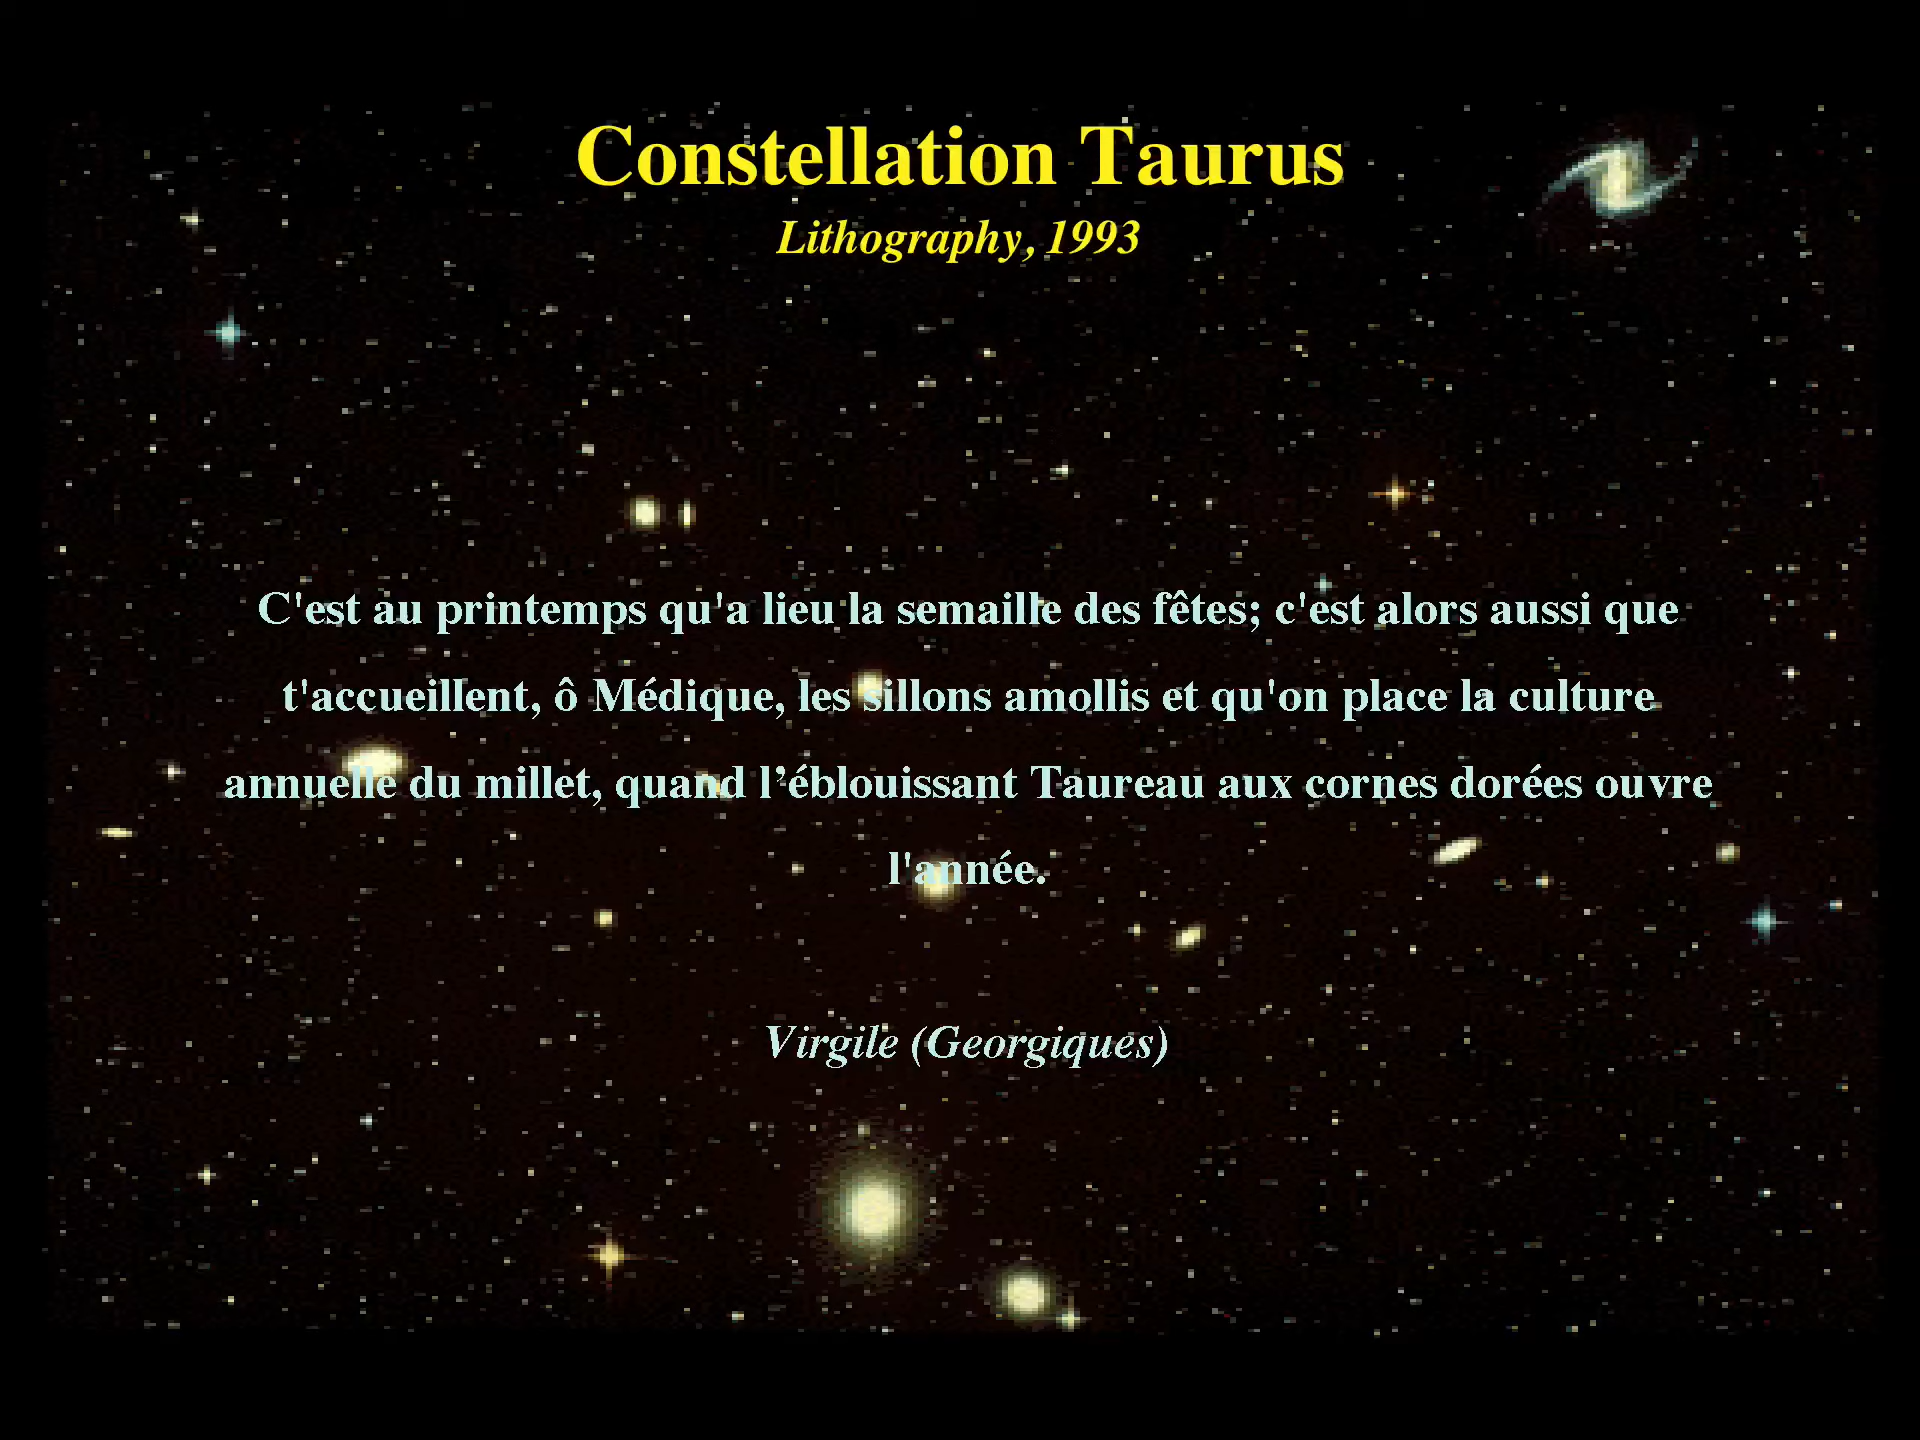 Constellation Taurus
Lithography, 1993
C'est au printemps qu'a lieu la semaille des fêtes; c'est alors aussi que
t'accueillent, ô Médique, les sillons amollis et qu'on place la culture
annuelle du millet, quand l’éblouissant Taureau aux cornes dorées ouvre
l'année.
Virgile (Georgiques)